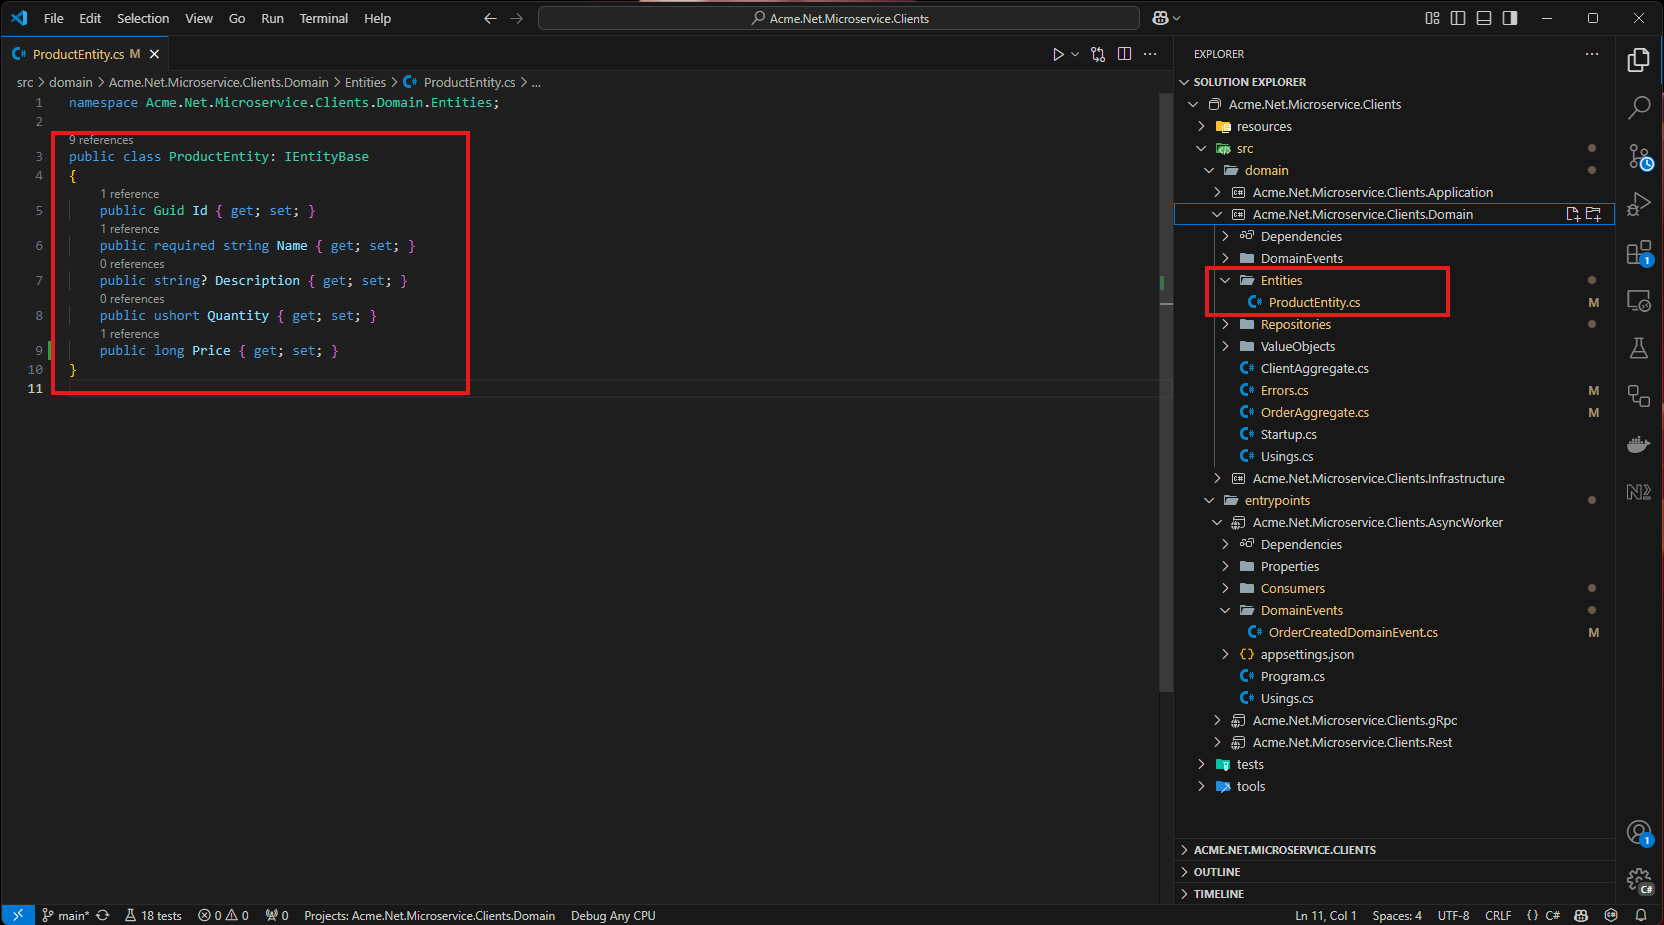 File Edit Selection View Go Run Terminal Help
Acme.Net.Microservice.Clients
ProductEntity.cs M
src > domain > Acme.Net.Microservice.Clients.Domain > Entities > C# ProductEntity.cs > ...
1 namespace Acme.Net.Microservice.Clients.Domain.Entities;
2
9 references
3 public class ProductEntity: IEntityBase
4 {
1 reference
5 public Guid Id { get; set; }
1 reference
6 public required string Name { get; set; }
0 references
7 public string? Description { get; set; }
0 references
8 public ushort Quantity { get; set; }
1 reference
9 public long Price { get; set; }
10 }
11
EXPLORER
SOLUTION EXPLORER
Acme.Net.Microservice.Clients
resources
src
domain
Acme.Net.Microservice.Clients.Application
Acme.Net.Microservice.Clients.Domain
Dependencies
DomainEvents
Entities
C# ProductEntity.cs M
Repositories
ValueObjects
C# ClientAggregate.cs
C# Errors.cs M
C# OrderAggregate.cs M
C# Startup.cs
C# Usings.cs
Acme.Net.Microservice.Clients.Infrastructure
entrypoints
Acme.Net.Microservice.Clients.AsyncWorker
Dependencies
Properties
Consumers
DomainEvents
C# OrderCreatedDomainEvent.cs M
{} appsettings.json
C# Program.cs
C# Usings.cs
Acme.Net.Microservice.Clients.gRpc
Acme.Net.Microservice.Clients.Rest
tests
tools
ACME.NET.MICROSERVICE.CLIENTS
OUTLINE
TIMELINE
1
1
C#
main* 18 tests 0 0 0 Projects: Acme.Net.Microservice.Clients.Domain Debug Any CPU
Ln 11, Col 1 Spaces: 4 UTF-8 CRLF {} C#